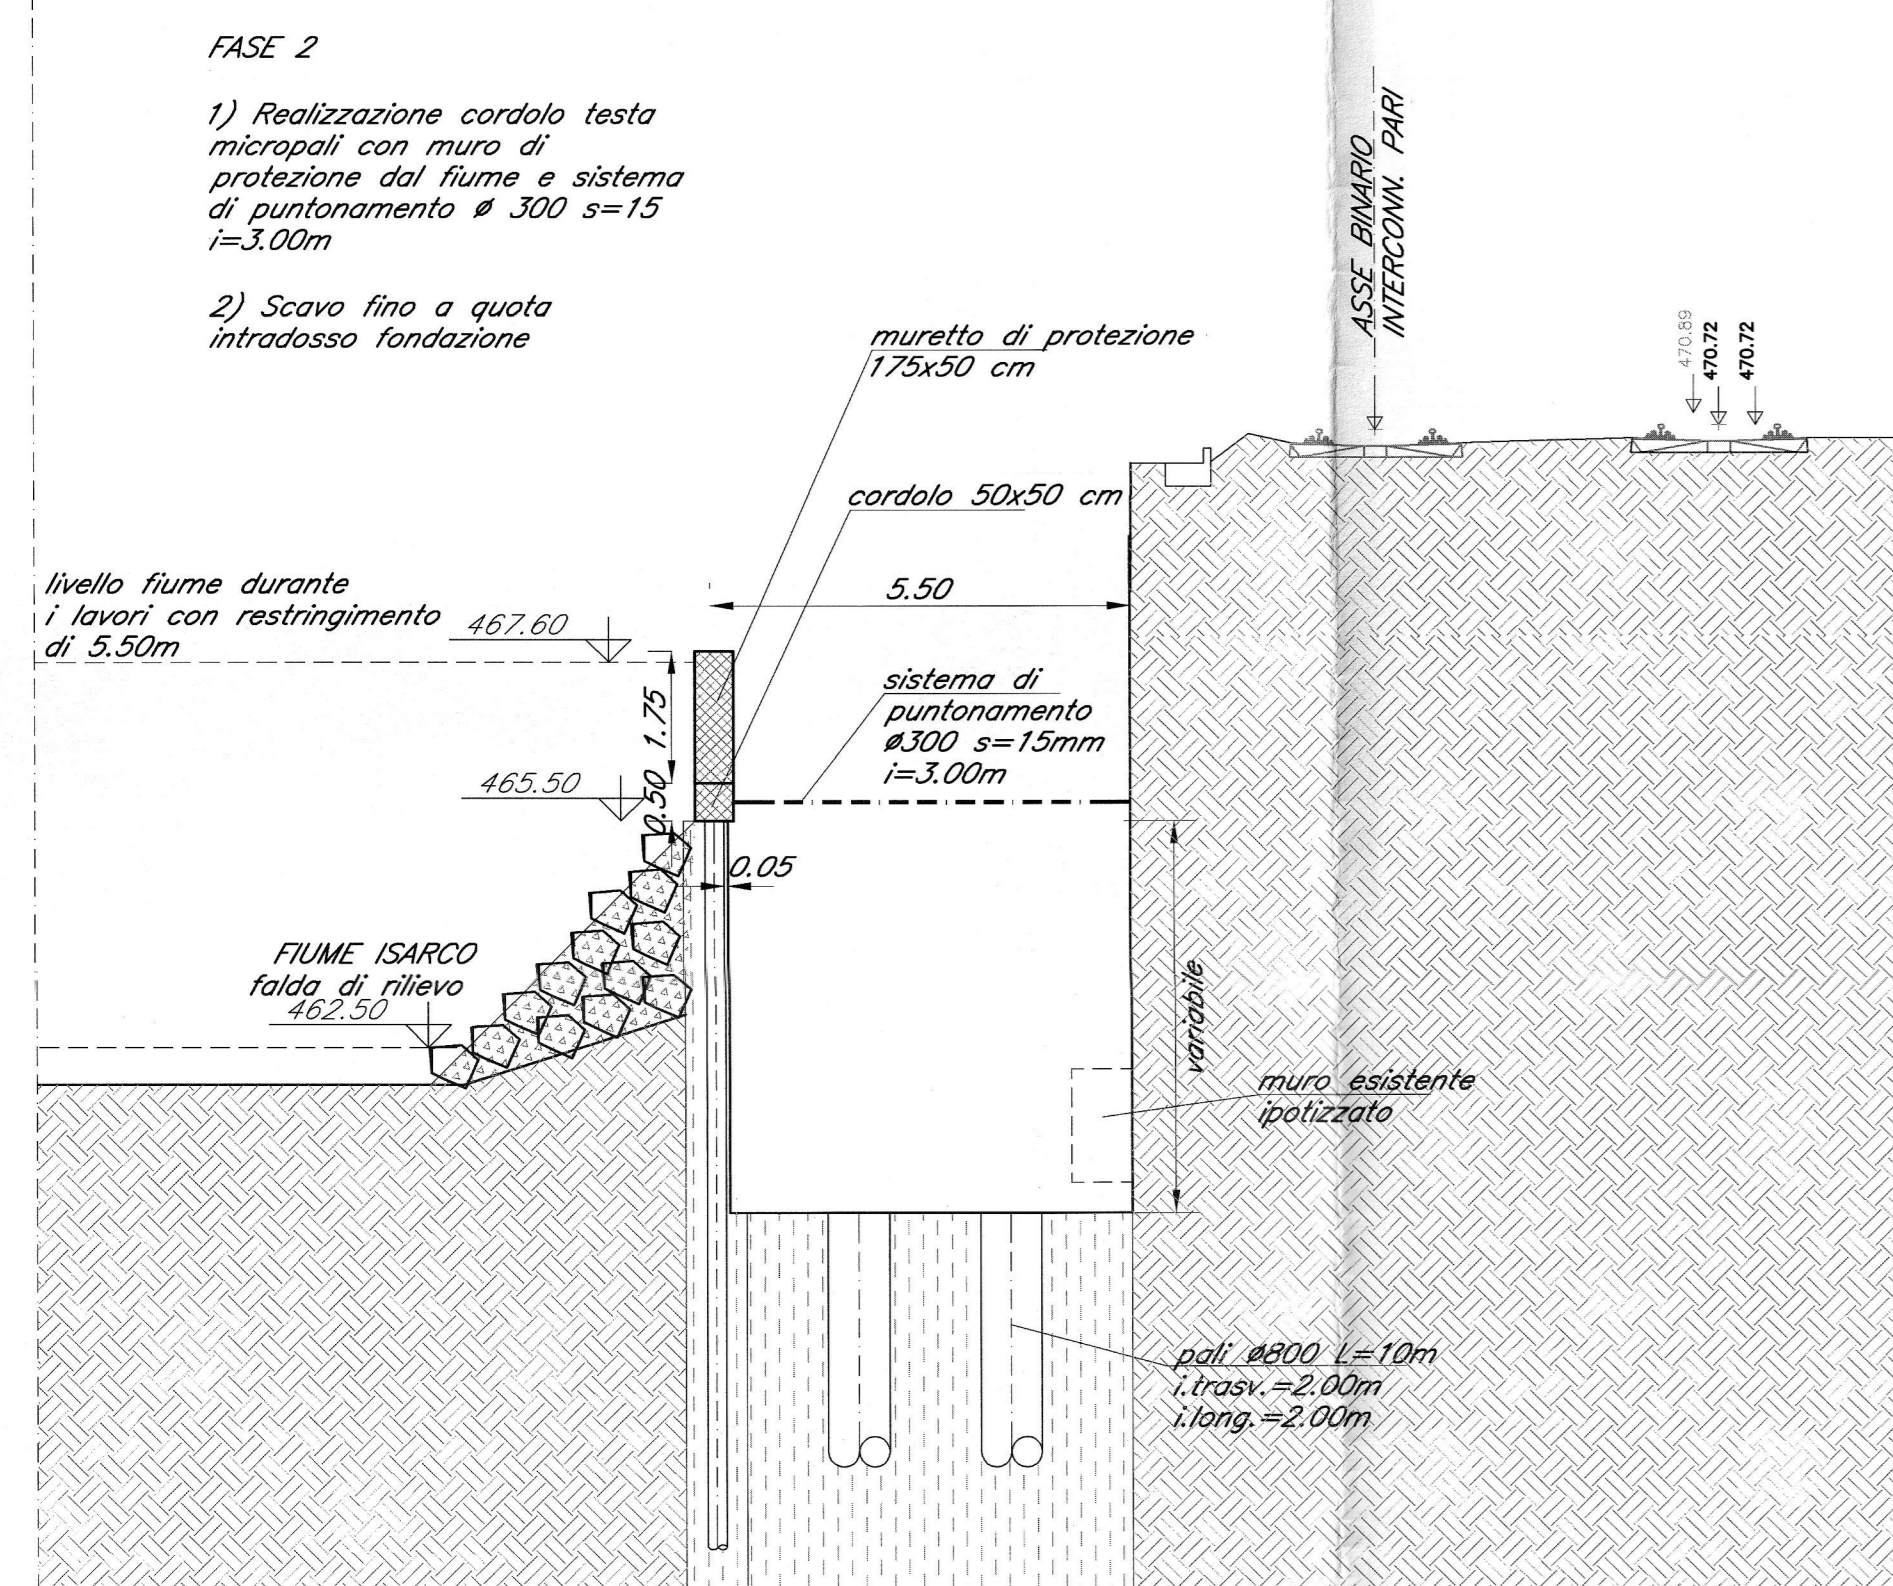 FASE 2
1) Realizzazione cordolo testa
micropali con muro di
protezione dal fiume e sistema
di puntonamento ø 300 s=15
i=3.00m
2) Scavo fino a quota
intradosso fondazione
ASSE BINARIO
INTERCONN. PARI
470.89
470.72
470.72
muretto di protezione
175x50 cm
cordolo 50x50 cm
livello fiume durante
i lavori con restringimento
di 5.50m
467.60
5.50
1.75
sistema di
puntonamento
ø300 s=15mm
i=3.00m
465.50
0.50
0.05
FIUME ISARCO
falda di rilievo
462.50
variabile
muro esistente
ipotizzato
pali ø800 L=10m
i.trasv.=2.00m
i.long.=2.00m